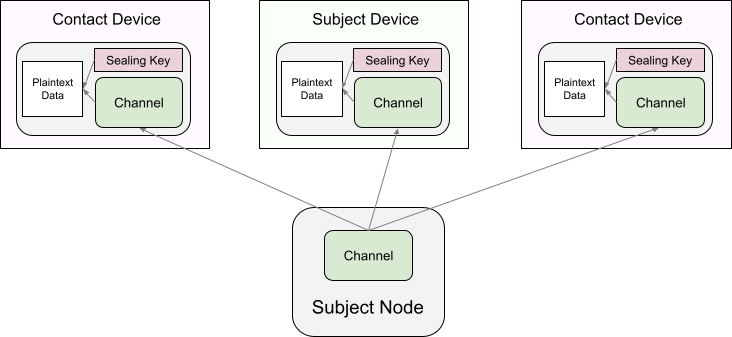 Contact Device
Sealing Key
Plaintext
Data
Channel
Subject Device
Sealing Key
Plaintext
Data
Channel
Contact Device
Sealing Key
Plaintext
Data
Channel
Channel
Subject Node